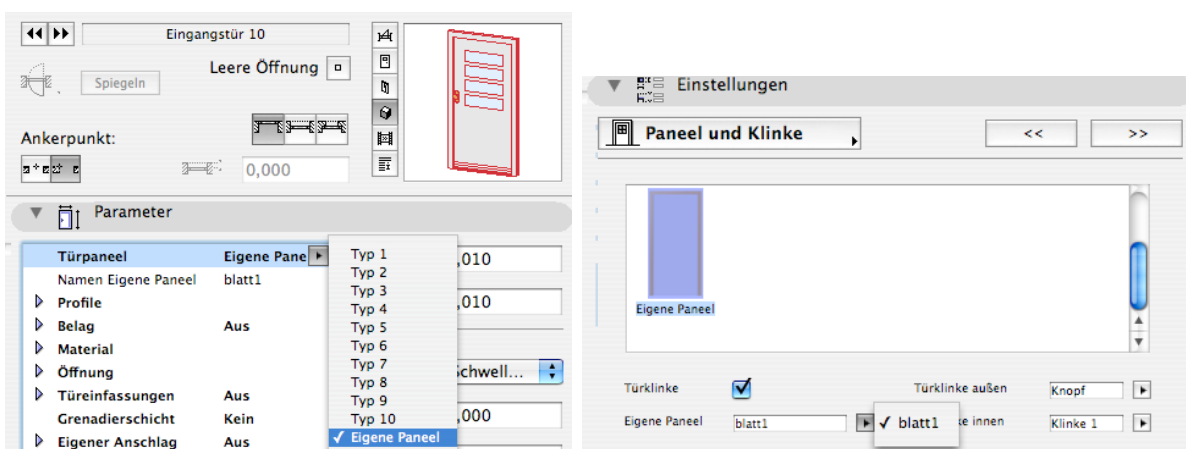 Eingangstür 10
Leere Öffnung
Spiegeln
Ankerpunkt:
0,000
Parameter
Türpaneel Eigene Pane
Namen Eigene Paneel blatt1
Profile
Belag Aus
Material
Öffnung
Türeinfassungen Aus
Grenadierschicht Kein
Eigener Anschlag Aus
Typ 1
Typ 2
Typ 3
Typ 4
Typ 5
Typ 6
Typ 7
Typ 8
Typ 9
Typ 10
✓ Eigene Paneel
,010
,010
Schwell...
,000
Einstellungen
Paneel und Klinke << >>
Eigene Paneel
Türklinke Türklinke außen Knopf
Eigene Paneel blatt1 ✓ blatt1 ke innen Klinke 1